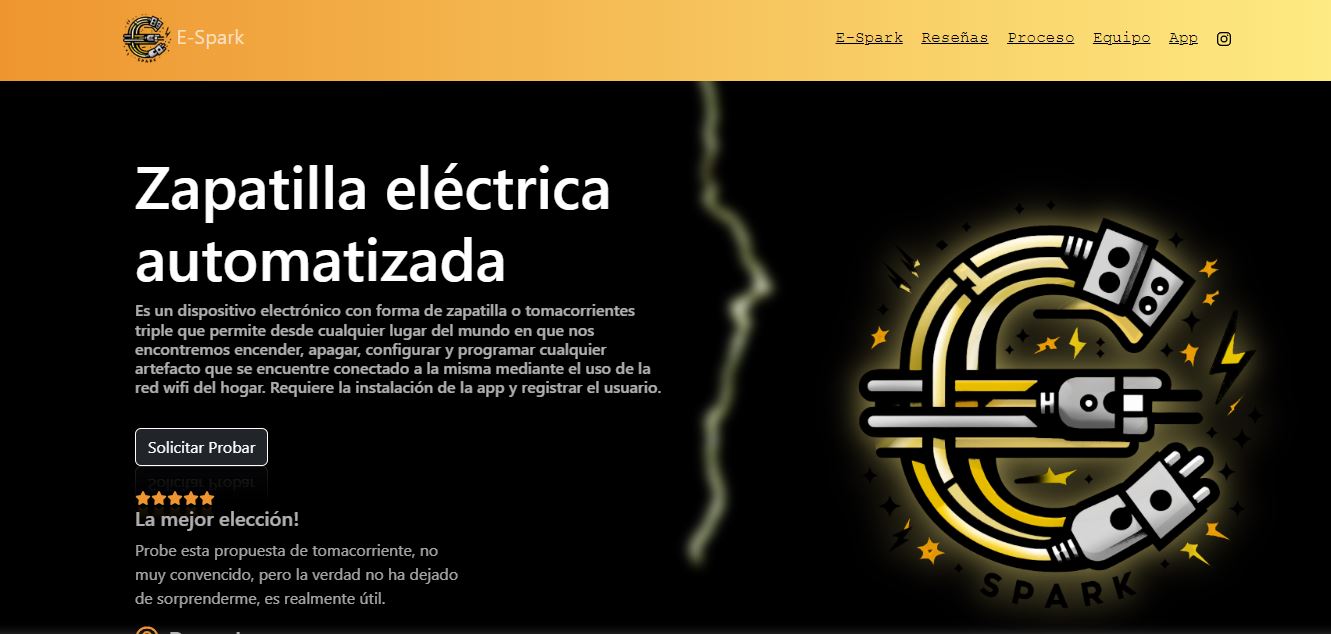 E-Spark
E-Spark Reseñas Proceso Equipo App
Zapatilla eléctrica
automatizada
Es un dispositivo electrónico con forma de zapatilla o tomacorrientes
triple que permite desde cualquier lugar del mundo en que nos
encontremos encender, apagar, configurar y programar cualquier
artefacto que se encuentre conectado a la misma mediante el uso de la
red wifi del hogar. Requiere la instalación de la app y registrar el usuario.
Solicitar Probar
La mejor elección!
Probe esta propuesta de tomacorriente, no
muy convencido, pero la verdad no ha dejado
de sorprenderme, es realmente útil.
SPARK